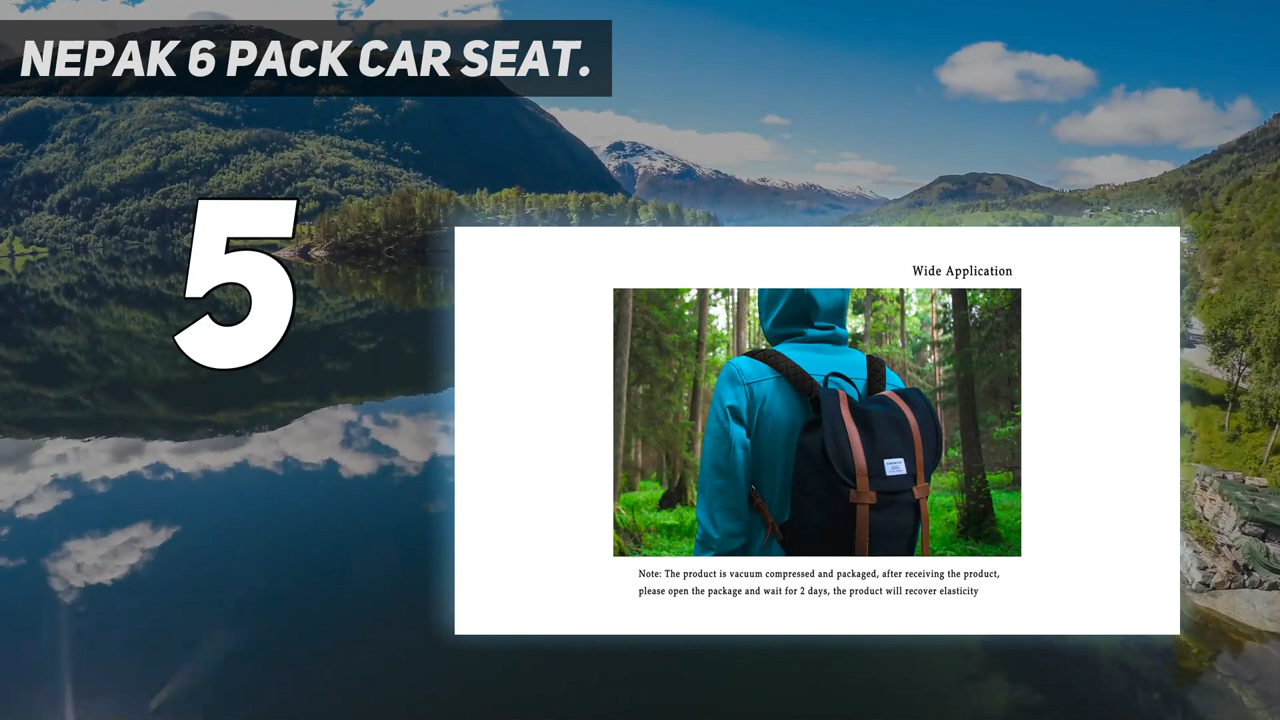 NEPAK 6 PACK CAR SEAT.
5
Wide Application
Note: The product is vacuum compressed and packaged, after receiving the product,
please open the package and wait for 2 days, the product will recover elasticity